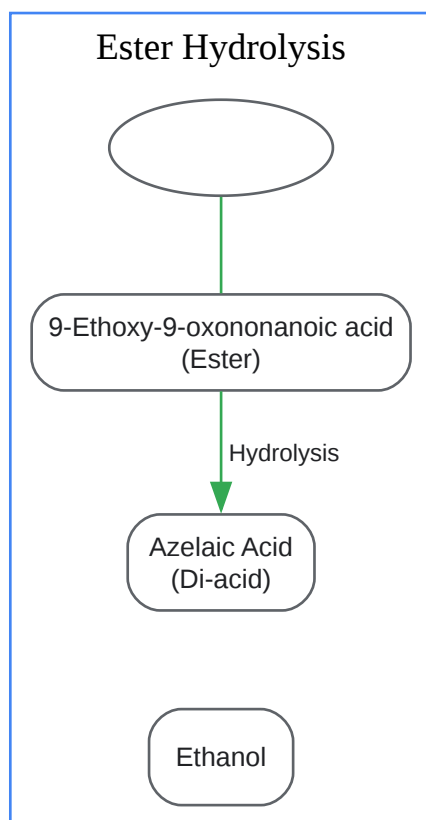 Ester Hydrolysis
9-Ethoxy-9-oxononanoic acid
(Ester)
Hydrolysis
Azelaic Acid
(Di-acid)
Ethanol